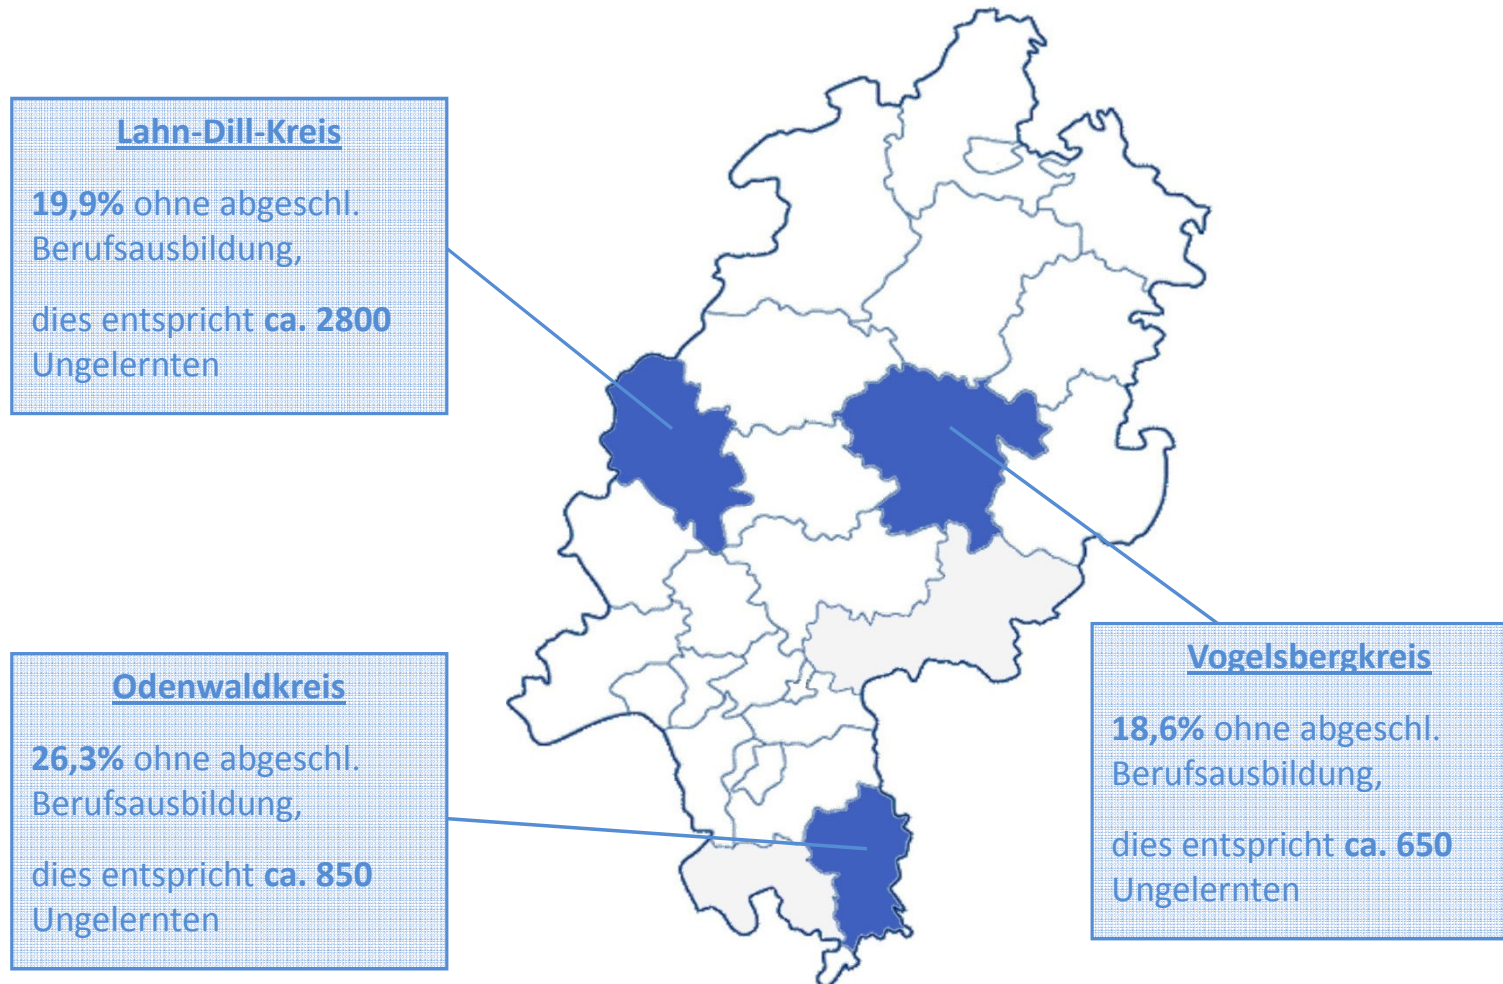 Lahn-Dill-Kreis
19,9% ohne abgeschl.
Berufsausbildung,
dies entspricht ca. 2800
Ungelernten
Odenwaldkreis
26,3% ohne abgeschl.
Berufsausbildung,
dies entspricht ca. 850
Ungelernten
Vogelsbergkreis
18,6% ohne abgeschl.
Berufsausbildung,
dies entspricht ca. 650
Ungelernten